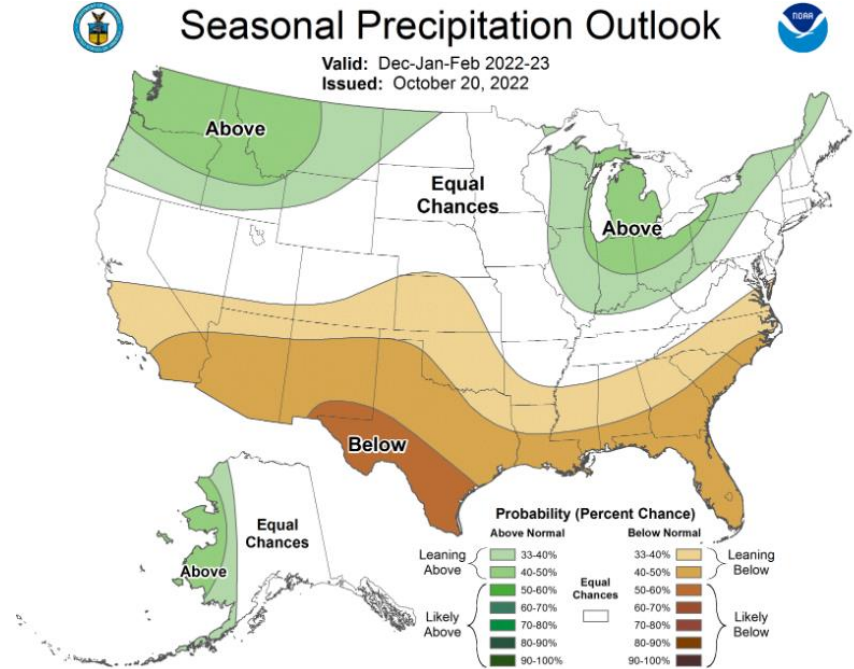 Seasonal Precipitation Outlook
NOAA
Valid: Dec-Jan-Feb 2022-23
Issued: October 20, 2022
Above
Equal
Chances
Above
Below
Equal
Chances
Above
Probability (Percent Chance)
Above Normal Below Normal
Leaning
Above
33-40%
40-50%
Likely
Above
50-60%
60-70%
70-80%
80-90%
90-100%
Equal
Chances
33-40%
40-50%
Leaning
Below
50-60%
60-70%
70-80%
80-90%
90-100%
Likely
Below